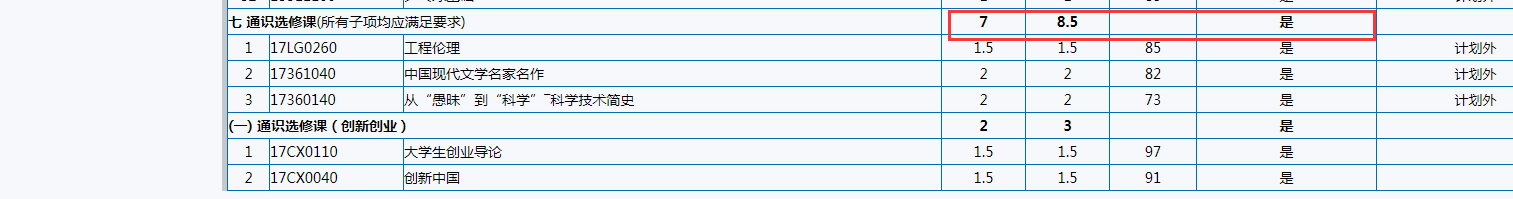 七 通识选修课(所有子项均应满足要求) 7 8.5 是
1 17LG0260 工程伦理 1.5 1.5 85 是 计划外
2 17361040 中国现代文学名家名作 2 2 82 是 计划外
3 17360140 从“愚昧”到“科学”¯科学技术简史 2 2 73 是 计划外
(一) 通识选修课（创新创业） 2 3 是
1 17CX0110 大学生创业导论 1.5 1.5 97 是
2 17CX0040 创新中国 1.5 1.5 91 是